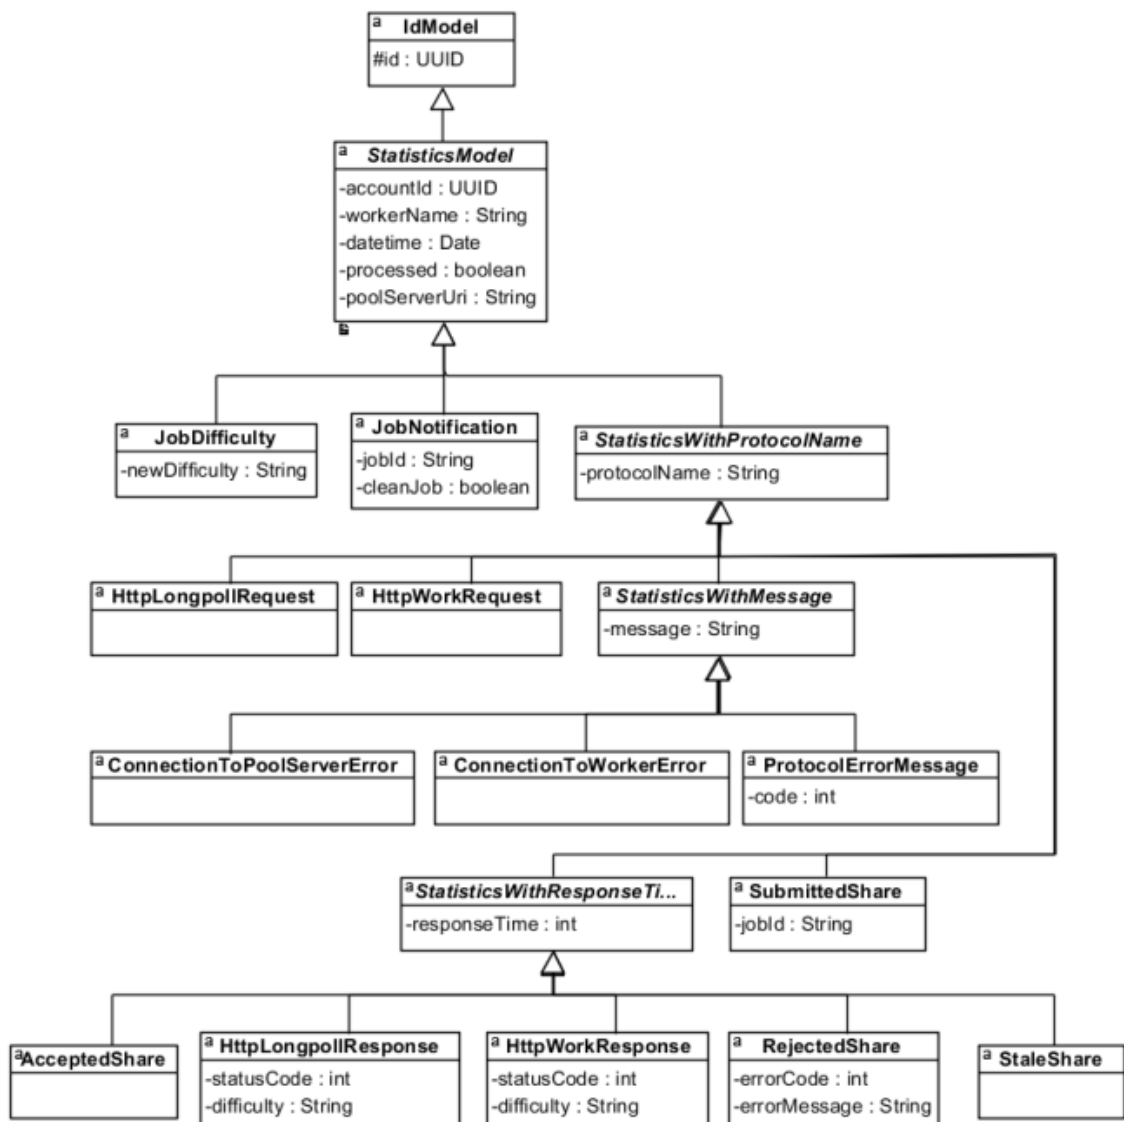 a IdModel
#id : UUID
a StatisticsModel
-accountId : UUID
-workerName : String
-datetime : Date
-processed : boolean
-poolServerUri : String
a JobDifficulty
-newDifficulty : String
a JobNotification
-jobId : String
-cleanJob : boolean
a StatisticsWithProtocolName
-protocolName : String
a HttpLongpollRequest
a HttpWorkRequest
a StatisticsWithMessage
-message : String
a ConnectionToPoolServerError
a ConnectionToWorkerError
a ProtocolErrorMessage
-code : int
a StatisticsWithResponseTi...
-responseTime : int
a SubmittedShare
-jobId : String
a AcceptedShare
a HttpLongpollResponse
-statusCode : int
-difficulty : String
a HttpWorkResponse
-statusCode : int
-difficulty : String
a RejectedShare
-errorCode : int
-errorMessage : String
a StaleShare